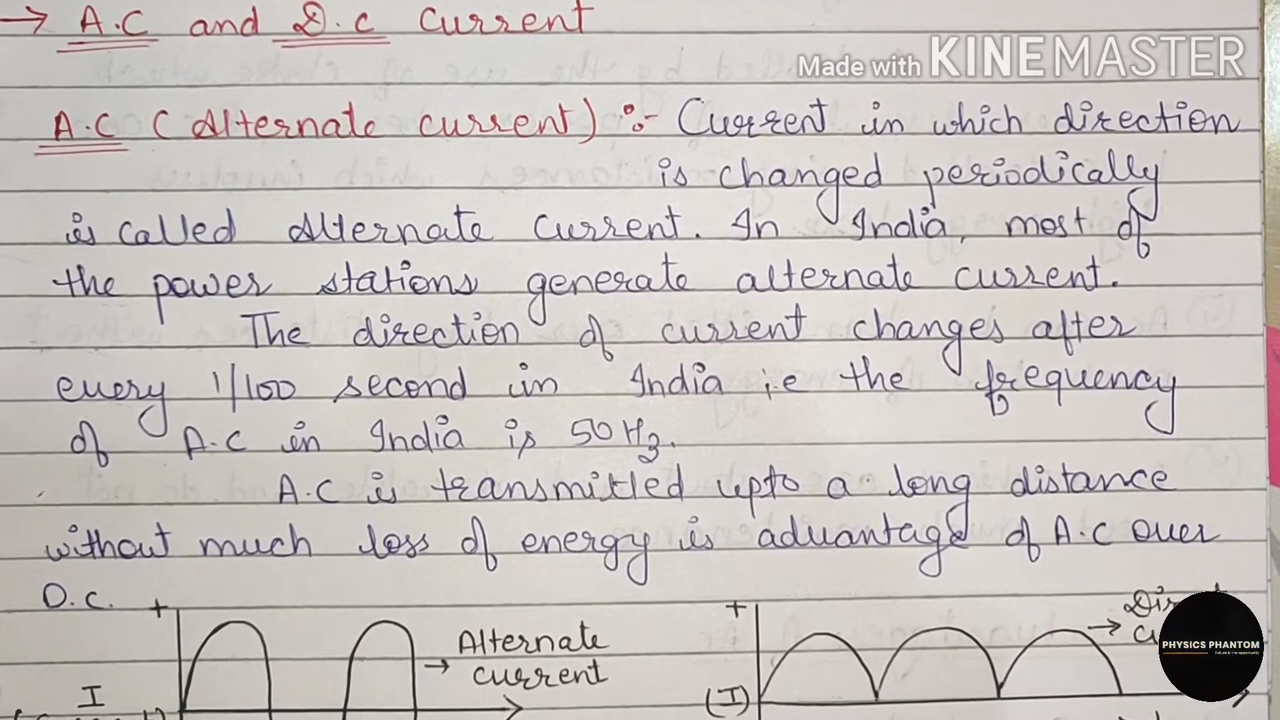 → A.C and D.c current
Made with KINEMASTER
A.C (Alternate current) :- Current in which direction
is changed periodically
is called Alternate current. In India, most of
the power stations generate alternate current.
The direction of current changes after
every 1/100 second in India i.e the frequency
of A.C in India is 50 Hz.
A.C is transmitted upto a long distance
without much loss of energy is advantage of A.C over
D.c.
+
Alternate
current
I
+
(I)
PHYSICS PHANTOM